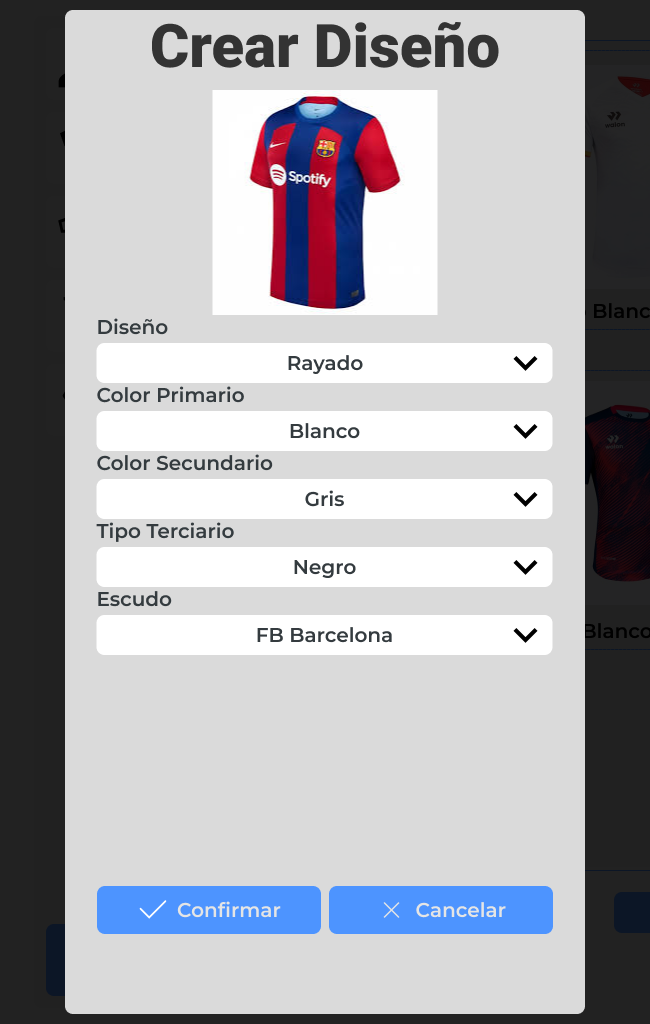 Crear Diseño
Spotify
Diseño
Rayado
Color Primario
Blanco
Color Secundario
Gris
Tipo Terciario
Negro
Escudo
FB Barcelona
Confirmar
Cancelar
Blanc
Blanco